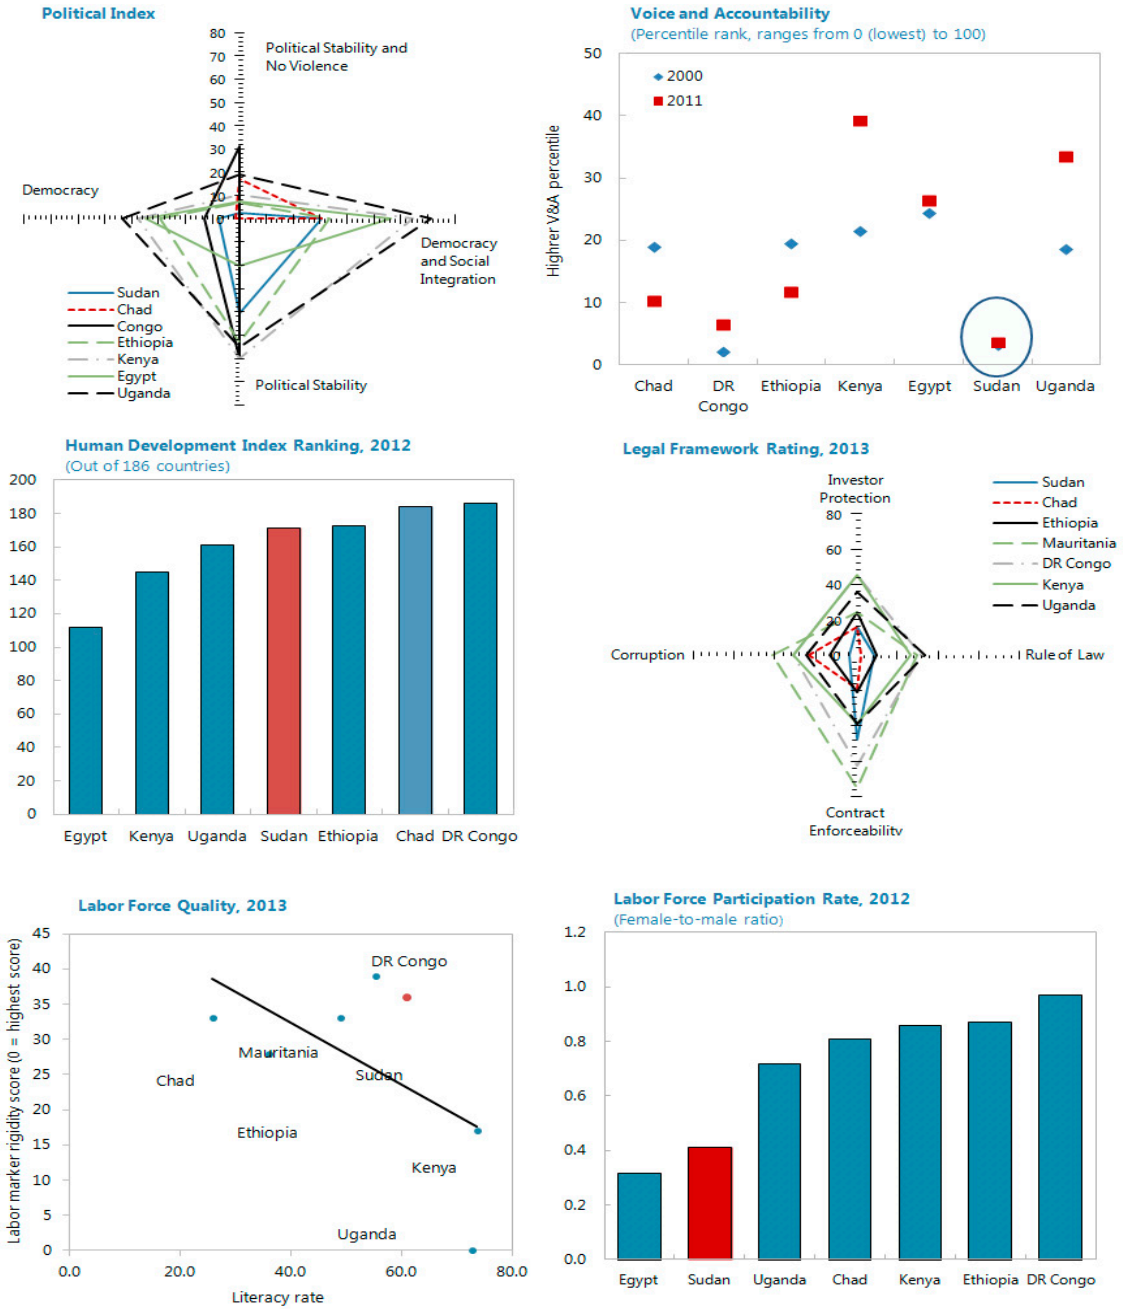 Political Index
80
70
60
50
40
30
20
10
0
Political Stability and
No Violence
Democracy
Democracy
and Social
Integration
Political Stability
Sudan
Chad
Congo
Ethiopia
Kenya
Egypt
Uganda
Voice and Accountability
(Percentile rank, ranges from 0 (lowest) to 100)
Highrer V&A percentile
50
40
30
20
10
0
2000
2011
Chad
DR
Congo
Ethiopia
Kenya
Egypt
Sudan
Uganda
Human Development Index Ranking, 2012
(Out of 186 countries)
200
180
160
140
120
100
80
60
40
20
0
Egypt
Kenya
Uganda
Sudan
Ethiopia
Chad
DR Congo
Legal Framework Rating, 2013
Investor
Protection
80
60
40
20
0
Corruption
Rule of Law
Contract
Enforceability
Sudan
Chad
Ethiopia
Mauritania
DR Congo
Kenya
Uganda
Labor Force Quality, 2013
Labor marker rigidity score (0 = highest score)
45
40
35
30
25
20
15
10
5
0
DR Congo
Mauritania
Sudan
Chad
Ethiopia
Kenya
Uganda
0.0
20.0
40.0
60.0
80.0
Literacy rate
Labor Force Participation Rate, 2012
(Female-to-male ratio)
1.2
1.0
0.8
0.6
0.4
0.2
0.0
Egypt
Sudan
Uganda
Chad
Kenya
Ethiopia
DR Congo